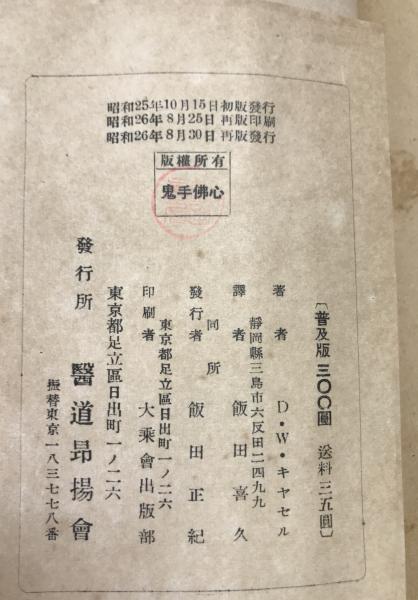 昭和25年10月15日初版發行
昭和26年8月25日再版印刷
昭和26年8月30日再版發行
版權所有
鬼手佛心
〔普及版三〇〇圓 送料三五圓〕
著者 D・W・キヤセル
靜岡縣三島市六反田二四九九
譯者 飯田喜久
同所
發行者 飯田正紀
東京都足立區日出町一ノ二六
印刷者 大乘會出版部
東京都足立區日出町一ノ二六
發行所 醫道昻揚會
振替東京一八三七七八番